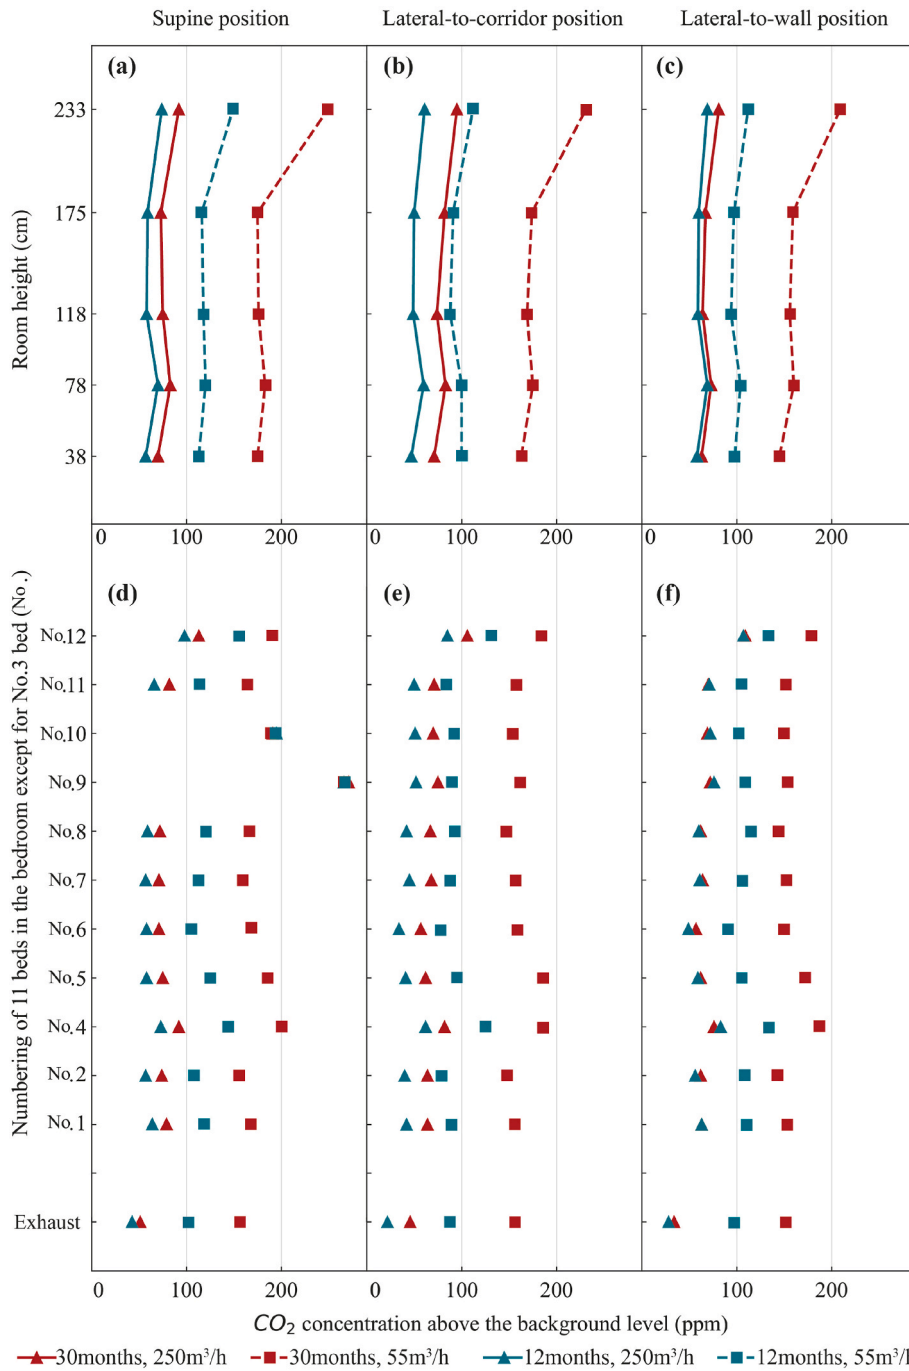 Supine position Lateral-to-corridor position Lateral-to-wall position
(a) (b) (c)
233
175
118
78
38
Room height (cm)
0 100 200 0 100 200 0 100 200
(d) (e) (f)
No.12
No.11
No.10
No.9
No.8
No.7
No.6
No.5
No.4
No.2
No.1
Exhaust
Numbering of 11 beds in the bedroom except for No.3 bed (No.)
0 100 200 0 100 200 0 100 200
CO2 concentration above the background level (ppm)
30months, 250m³/h 30months, 55m³/h 12months, 250m³/h 12months, 55m³/l